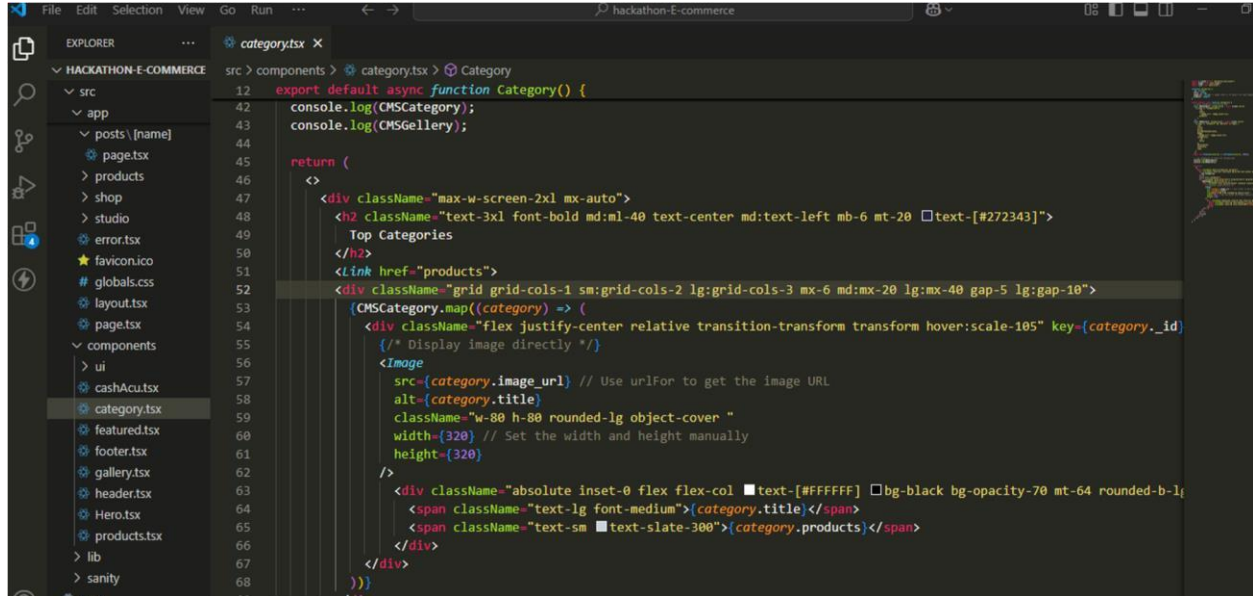 File Edit Selection View Go Run ··· ← → hackathon-E-commerce
EXPLORER ···
HACKATHON-E-COMMERCE
src
app
posts\[name]
page.tsx
products
shop
studio
error.tsx
favicon.ico
# globals.css
layout.tsx
page.tsx
components
ui
cashAcu.tsx
category.tsx
featured.tsx
footer.tsx
gallery.tsx
header.tsx
Hero.tsx
products.tsx
lib
sanity
4
category.tsx ×
src > components > category.tsx > Category
12 export default async function Category() {
42 console.log(CMSCategory);
43 console.log(CMSGellery);
44
45 return (
46 <>
47 <div className="max-w-screen-2xl mx-auto">
48 <h2 className="text-3xl font-bold md:ml-40 text-center md:text-left mb-6 mt-20 text-[#272343]">
49 Top Categories
50 </h2>
51 <Link href="products">
52 <div className="grid grid-cols-1 sm:grid-cols-2 lg:grid-cols-3 mx-6 md:mx-20 lg:mx-40 gap-5 lg:gap-10">
53 {CMSCategory.map((category) => (
54 <div className="flex justify-center relative transition-transform transform hover:scale-105" key={category._id}
55 {/* Display image directly */}
56 <Image
57 src={category.image_url} // Use urlFor to get the image URL
58 alt={category.title}
59 className="w-80 h-80 rounded-lg object-cover "
60 width={320} // Set the width and height manually
61 height={320}
62 />
63 <div className="absolute inset-0 flex flex-col text-[#FFFFFF] bg-black bg-opacity-70 mt-64 rounded-b-lg
64 <span className="text-lg font-medium">{category.title}</span>
65 <span className="text-sm text-slate-300">{category.products}</span>
66 </div>
67 </div>
68 ))}